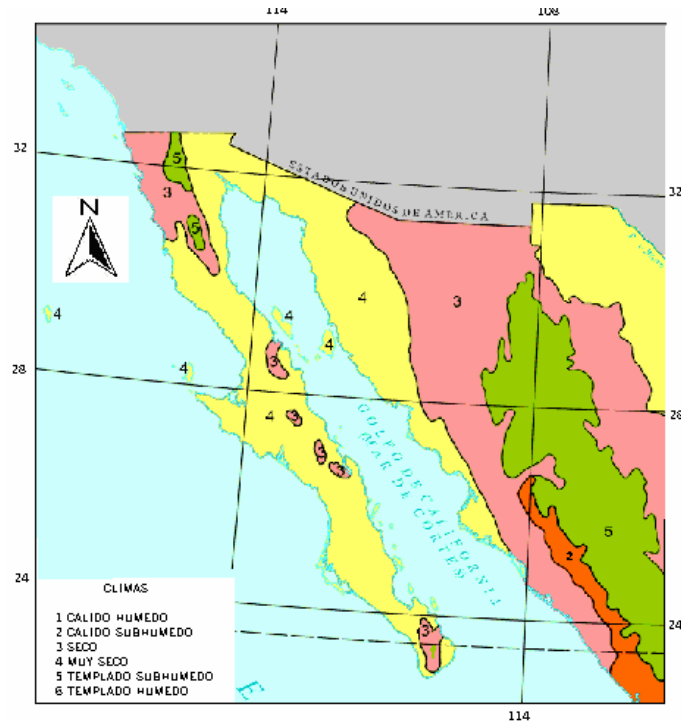 114
108
32
ESTADOS UNIDOS DE AMERICA
32
5
3
N
5
4
3
4
4
4
28
4
3
28
4
3
3
3
GOLFO DE CALIFORNIA
MAR DE CORTES
5
2
24
CLIMAS
3
24
1 CALIDO HUMEDO
2 CALIDO SUBHUMEDO
3 SECO
4 MUY SECO
5 TEMPLADO SUBHUMEDO
6 TEMPLADO HUMEDO
E
114